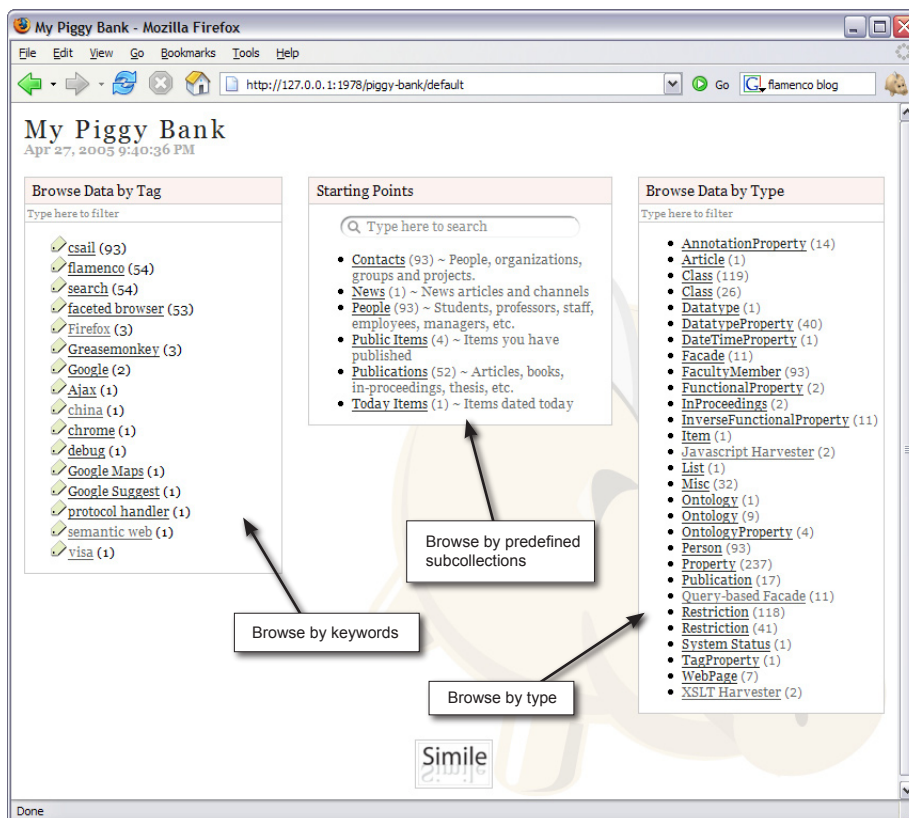 My Piggy Bank - Mozilla Firefox
File Edit View Go Bookmarks Tools Help
http://127.0.0.1:1978/piggy-bank/default
Go
G
flamenco blog
My Piggy Bank
Apr 27, 2005 9:40:36 PM
Browse Data by Tag
Type here to filter
csail (93)
flamenco (54)
search (54)
faceted browser (53)
Firefox (3)
Greasemonkey (3)
Google (2)
Ajax (1)
china (1)
chrome (1)
debug (1)
Google Maps (1)
Google Suggest (1)
protocol handler (1)
semantic web (1)
visa (1)
Browse by keywords
Starting Points
Type here to search
Contacts (93) ~ People, organizations,
groups and projects.
News (1) ~ News articles and channels
People (93) ~ Students, professors, staff,
employees, managers, etc.
Public Items (4) ~ Items you have
published
Publications (52) ~ Articles, books,
in-proceedings, thesis, etc.
Today Items (1) ~ Items dated today
Browse by predefined
subcollections
Browse Data by Type
Type here to filter
AnnotationProperty (14)
Article (1)
Class (119)
Class (26)
Datatype (1)
DatatypeProperty (40)
DateTimeProperty (1)
Facade (11)
FacultyMember (93)
FunctionalProperty (2)
InProceedings (2)
InverseFunctionalProperty (11)
Item (1)
Javascript Harvester (2)
List (1)
Misc (32)
Ontology (1)
Ontology (9)
OntologyProperty (4)
Person (93)
Property (237)
Publication (17)
Query-based Facade (11)
Restriction (118)
Restriction (41)
System Status (1)
TagProperty (1)
WebPage (7)
XSLT Harvester (2)
Browse by type
Simile
Done